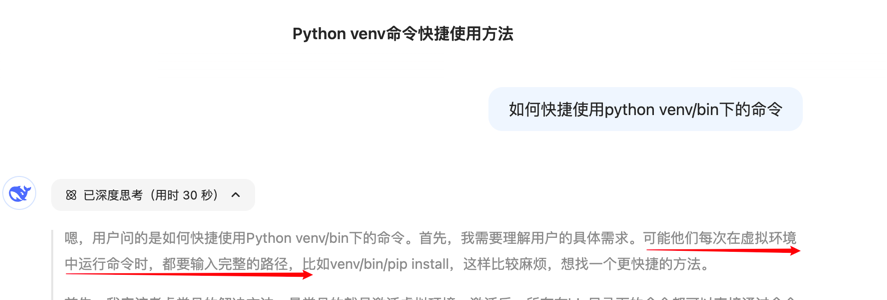 Python venv命令快捷使用方法
如何快捷使用python venv/bin下的命令
已深度思考（用时 30 秒）
嗯，用户问的是如何快捷使用Python venv/bin下的命令。首先，我需要理解用户的具体需求。可能他们每次在虚拟环境
中运行命令时，都要输入完整的路径，比如venv/bin/pip install，这样比较麻烦，想找一个更快捷的方法。